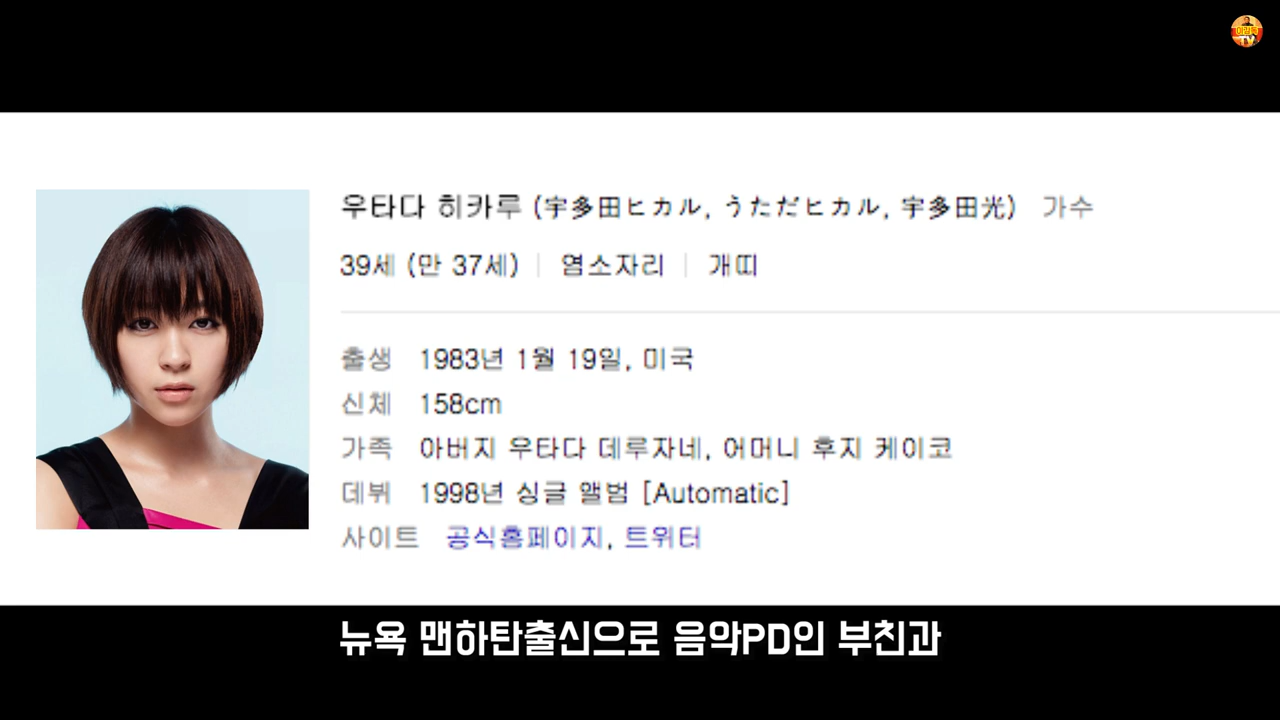 우타다 히카루 (宇多田ヒカル, うただヒカル, 宇多田光) 가수
39세 (만 37세) | 염소자리 | 개띠
출생 1983년 1월 19일, 미국
신체 158cm
가족 아버지 우타다 데루자네, 어머니 후지 케이코
데뷔 1998년 싱글 앨범 [Automatic]
사이트 공식홈페이지, 트위터
뉴욕 맨하탄출신으로 음악PD인 부친과